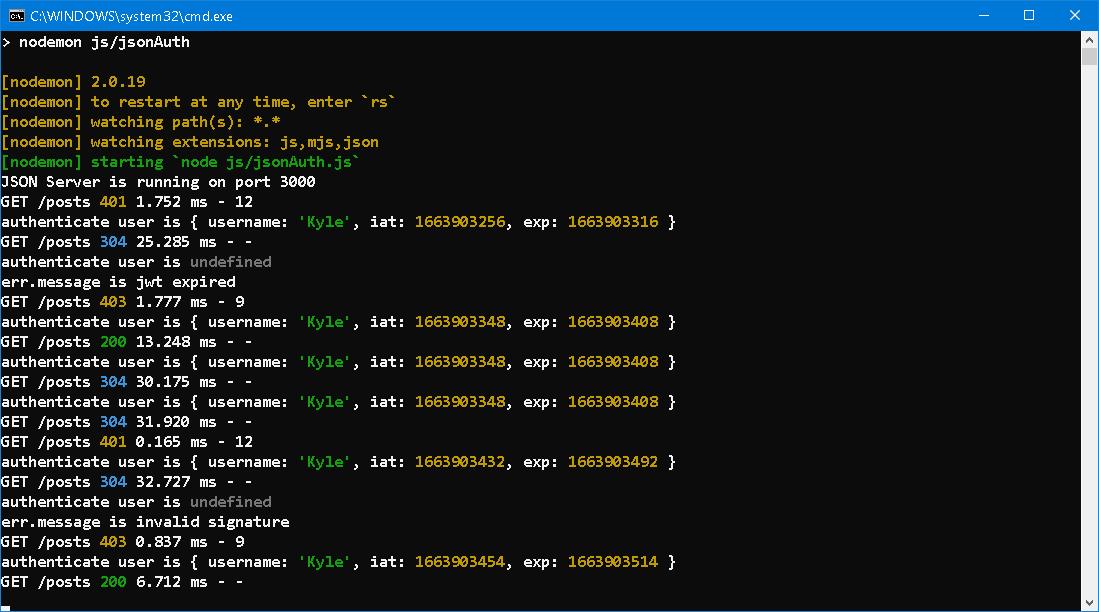 C:\WINDOWS\system32\cmd.exe
> nodemon js/jsonAuth
[nodemon] 2.0.19
[nodemon] to restart at any time, enter `rs`
[nodemon] watching path(s): *.*
[nodemon] watching extensions: js,mjs,json
[nodemon] starting `node js/jsonAuth.js`
JSON Server is running on port 3000
GET /posts 401 1.752 ms - 12
authenticate user is { username: 'Kyle', iat: 1663903256, exp: 1663903316 }
GET /posts 304 25.285 ms - -
authenticate user is undefined
err.message is jwt expired
GET /posts 403 1.777 ms - 9
authenticate user is { username: 'Kyle', iat: 1663903348, exp: 1663903408 }
GET /posts 200 13.248 ms - -
authenticate user is { username: 'Kyle', iat: 1663903348, exp: 1663903408 }
GET /posts 304 30.175 ms - -
authenticate user is { username: 'Kyle', iat: 1663903348, exp: 1663903408 }
GET /posts 304 31.920 ms - -
GET /posts 401 0.165 ms - 12
authenticate user is { username: 'Kyle', iat: 1663903432, exp: 1663903492 }
GET /posts 304 32.727 ms - -
authenticate user is undefined
err.message is invalid signature
GET /posts 403 0.837 ms - 9
authenticate user is { username: 'Kyle', iat: 1663903454, exp: 1663903514 }
GET /posts 200 6.712 ms - -